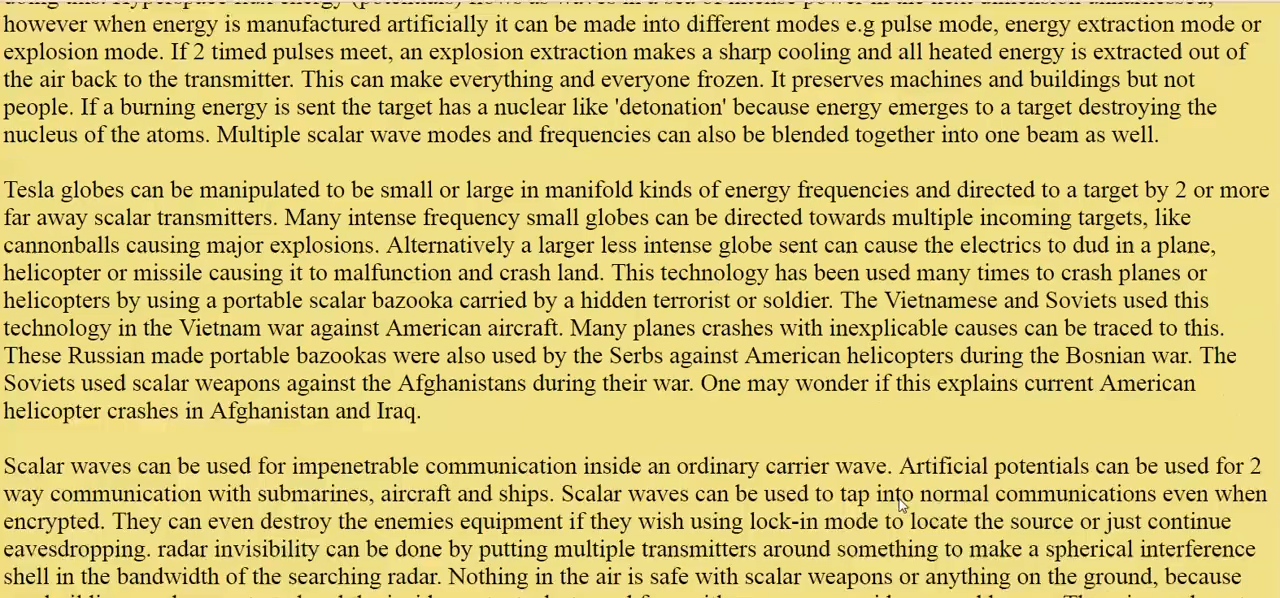 however when energy is manufactured artificially it can be made into different modes e.g pulse mode, energy extraction mode or
explosion mode. If 2 timed pulses meet, an explosion extraction makes a sharp cooling and all heated energy is extracted out of
the air back to the transmitter. This can make everything and everyone frozen. It preserves machines and buildings but not
people. If a burning energy is sent the target has a nuclear like 'detonation' because energy emerges to a target destroying the
nucleus of the atoms. Multiple scalar wave modes and frequencies can also be blended together into one beam as well.
Tesla globes can be manipulated to be small or large in manifold kinds of energy frequencies and directed to a target by 2 or more
far away scalar transmitters. Many intense frequency small globes can be directed towards multiple incoming targets, like
cannonballs causing major explosions. Alternatively a larger less intense globe sent can cause the electrics to dud in a plane,
helicopter or missile causing it to malfunction and crash land. This technology has been used many times to crash planes or
helicopters by using a portable scalar bazooka carried by a hidden terrorist or soldier. The Vietnamese and Soviets used this
technology in the Vietnam war against American aircraft. Many planes crashes with inexplicable causes can be traced to this.
These Russian made portable bazookas were also used by the Serbs against American helicopters during the Bosnian war. The
Soviets used scalar weapons against the Afghanistans during their war. One may wonder if this explains current American
helicopter crashes in Afghanistan and Iraq.
Scalar waves can be used for impenetrable communication inside an ordinary carrier wave. Artificial potentials can be used for 2
way communication with submarines, aircraft and ships. Scalar waves can be used to tap into normal communications even when
encrypted. They can even destroy the enemies equipment if they wish using lock-in mode to locate the source or just continue
eavesdropping. radar invisibility can be done by putting multiple transmitters around something to make a spherical interference
shell in the bandwidth of the searching radar. Nothing in the air is safe with scalar weapons or anything on the ground, because